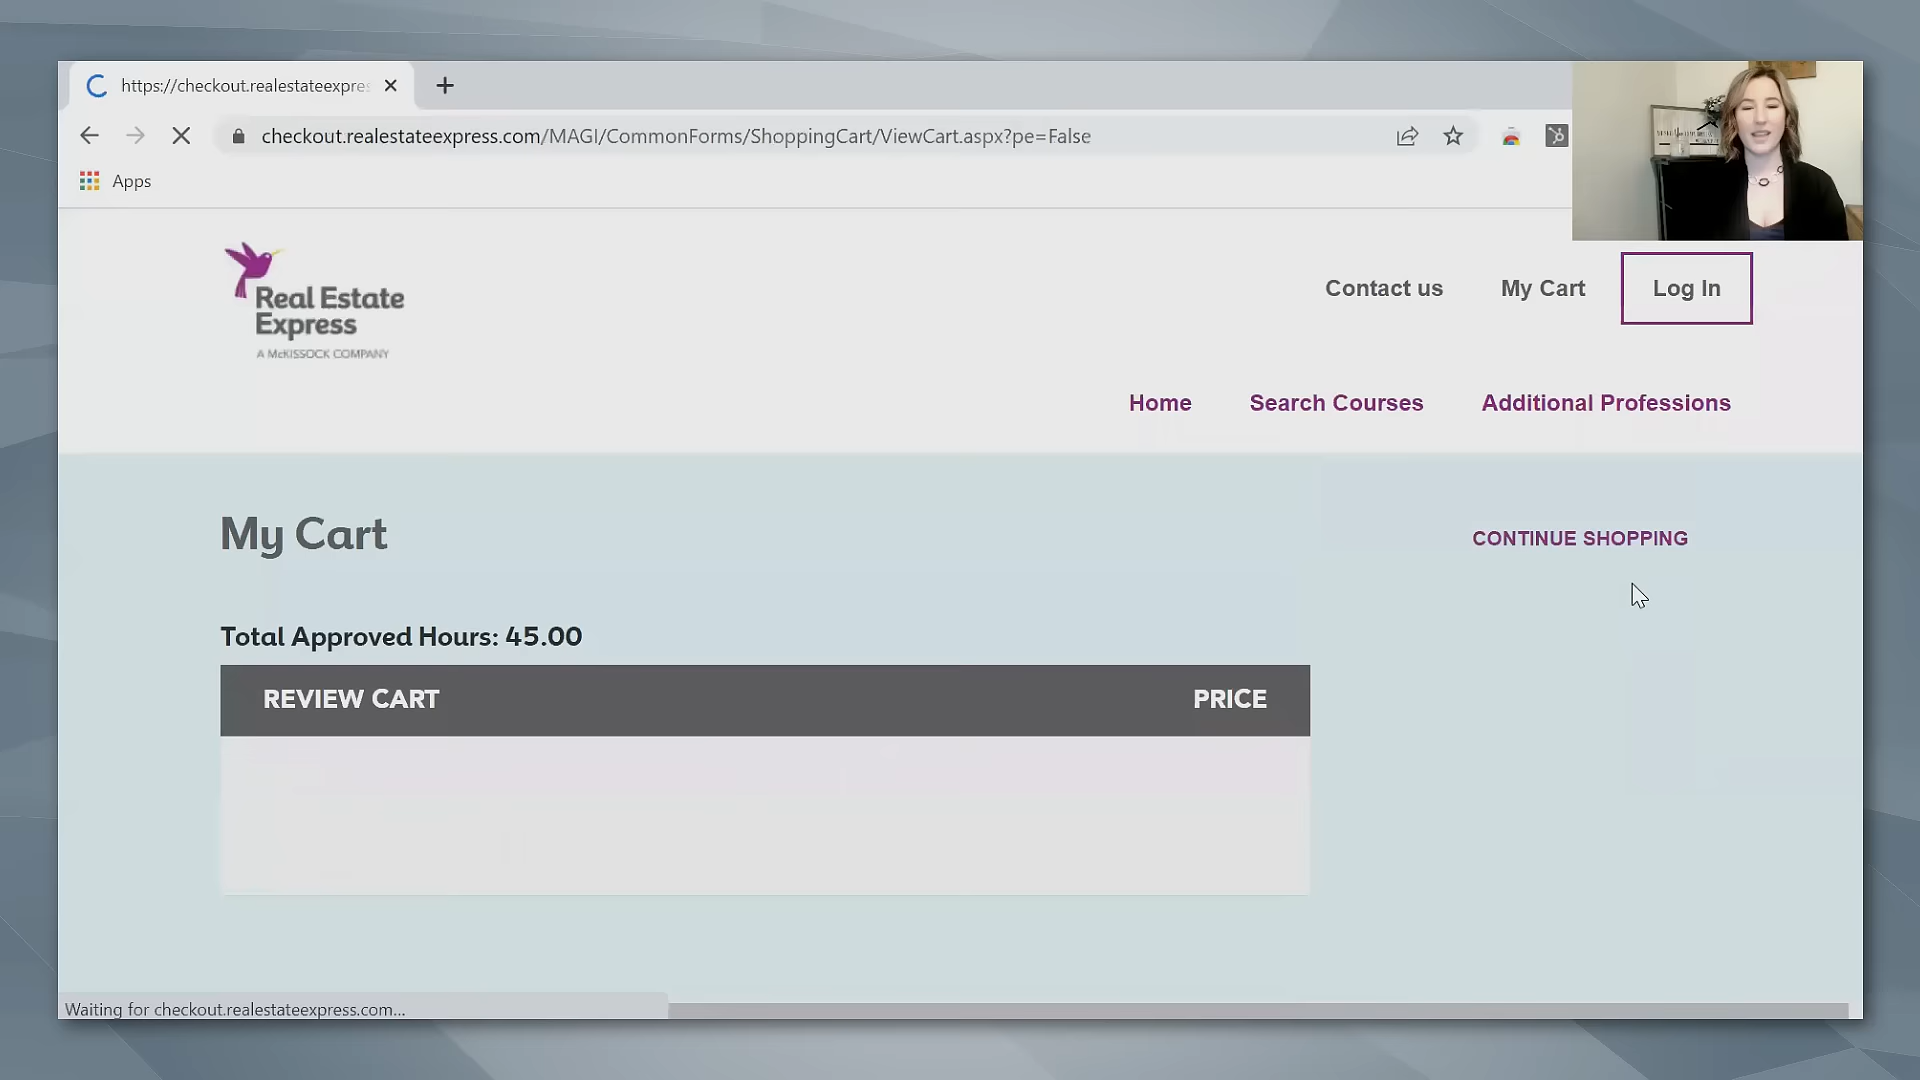 https://checkout.realestateexpres
checkout.realestateexpress.com/MAGI/CommonForms/ShoppingCart/ViewCart.aspx?pe=False
Apps
Real Estate
Express
A McKISSOCK COMPANY
Contact us
My Cart
Log In
Home
Search Courses
Additional Professions
My Cart
CONTINUE SHOPPING
Total Approved Hours: 45.00
REVIEW CART
PRICE
Waiting for checkout.realestateexpress.com...